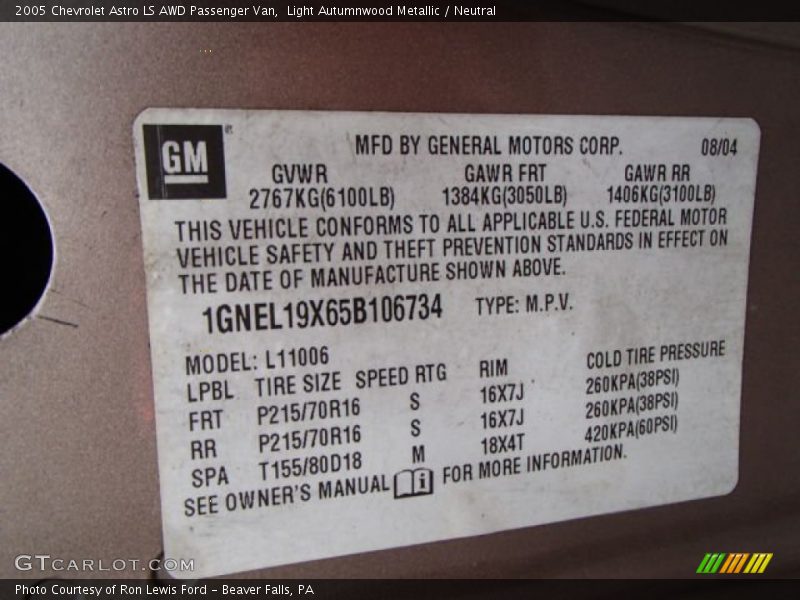 2005 Chevrolet Astro LS AWD Passenger Van,  Light Autumnwood Metallic / Neutral
GM®
MFD BY GENERAL MOTORS CORP. 08/04
GVWR GAWR FRT GAWR RR
2767KG(6100LB) 1384KG(3050LB) 1406KG(3100LB)
THIS VEHICLE CONFORMS TO ALL APPLICABLE U.S. FEDERAL MOTOR
VEHICLE SAFETY AND THEFT PREVENTION STANDARDS IN EFFECT ON
THE DATE OF MANUFACTURE SHOWN ABOVE.
1GNEL19X65B106734 TYPE: M.P.V.
MODEL: L11006
LPBL TIRE SIZE SPEED RTG RIM COLD TIRE PRESSURE
FRT P215/70R16 S 16X7J 260KPA(38PSI)
RR P215/70R16 S 16X7J 260KPA(38PSI)
SPA T155/80D18 M 18X4T 420KPA(60PSI)
SEE OWNER'S MANUAL i FOR MORE INFORMATION.
GTCARLOT.COM
Photo Courtesy of Ron Lewis Ford – Beaver Falls, PA